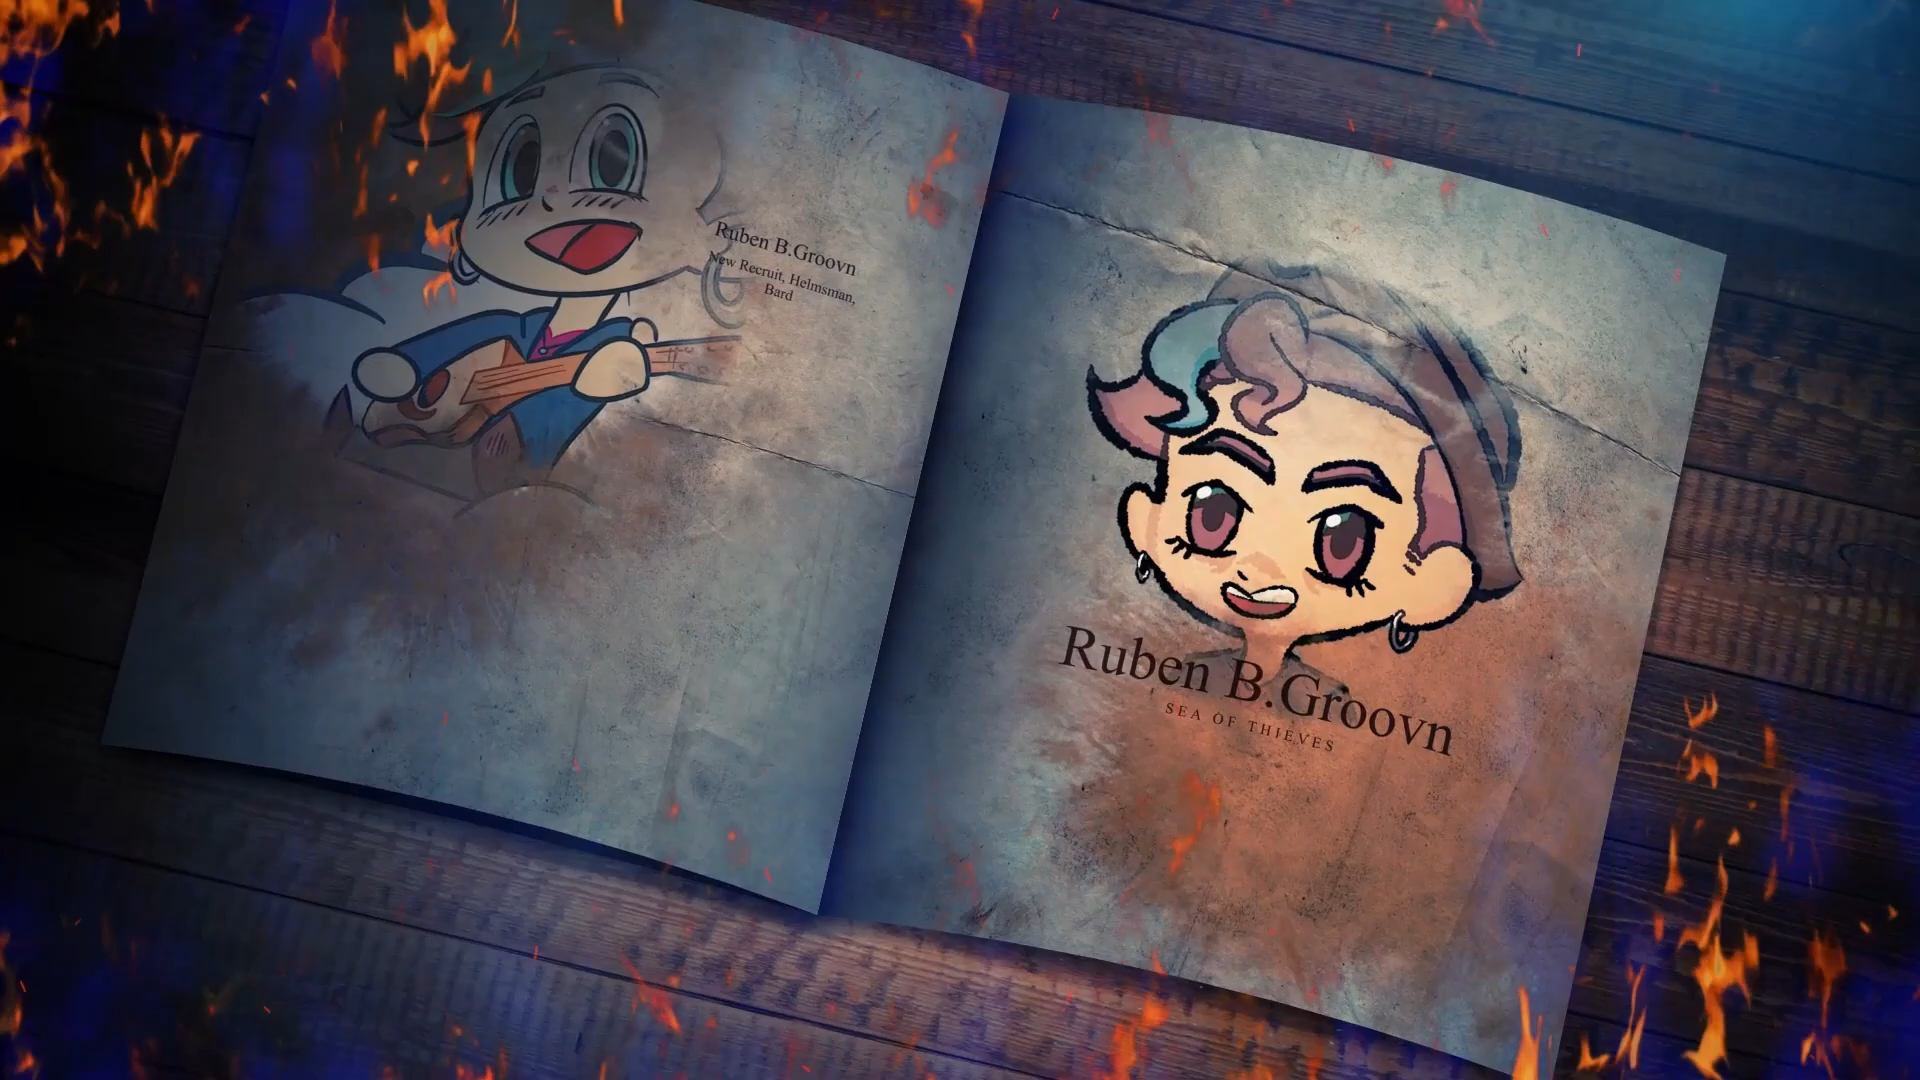 Ruben B.Groovn
New Recruit, Helmsman,
Bard
Ruben B.Groovn
SEA OF THIEVES